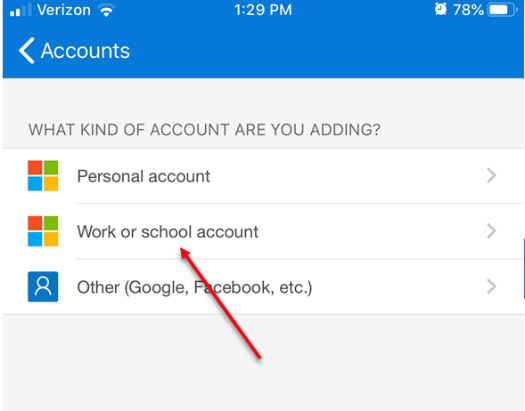 Verizon 1:29 PM 78%
Accounts
WHAT KIND OF ACCOUNT ARE YOU ADDING?
Personal account
Work or school account
Other (Google, Facebook, etc.)